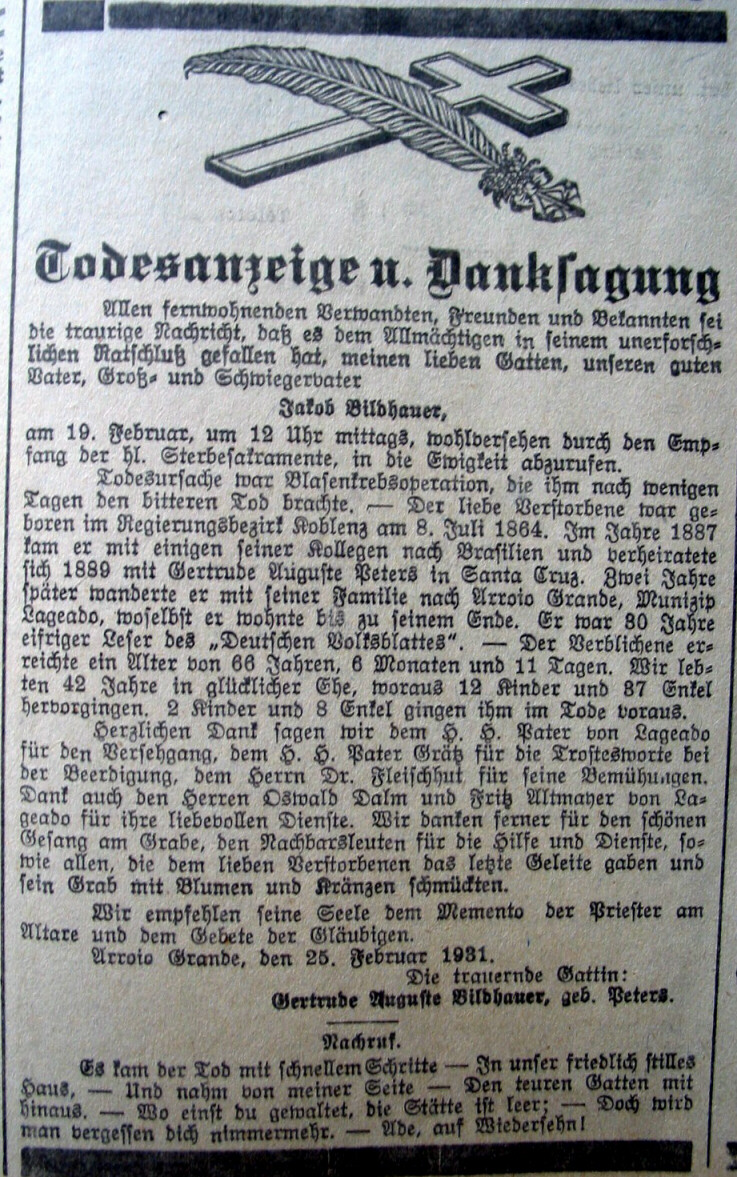 Todesanzeige u. Danksagung
Allen fernwohnenden Verwandten, Freunden und Bekannten sei
die traurige Nachricht, daß es dem Allmächtigen in seinem unerforsch-
lichen Ratschluß gefallen hat, meinen lieben Gatten, unseren guten
Vater, Groß- und Schwiegervater
Jakob Bildhauer,
am 19. Februar, um 12 Uhr mittags, wohlversehen durch den Emp-
fang der hl. Sterbesakramente, in die Ewigkeit abzurufen.
Todesursache war Blasenkrebsoperation, die ihm nach wenigen
Tagen den bitteren Tod brachte. — Der liebe Verstorbene war ge-
boren im Regierungsbezirk Koblenz am 8. Juli 1864. Im Jahre 1887
kam er mit einigen seiner Kollegen nach Brasilien und verheiratete
sich 1889 mit Gertrude Auguste Peters in Santa Cruz. Zwei Jahre
später wanderte er mit seiner Familie nach Arroio Grande, Munizip
Lageado, woselbst er wohnte bis zu seinem Ende. Er war 30 Jahre
eifriger Leser des „Deutschen Volksblattes“. — Der Verblichene er-
reichte ein Alter von 66 Jahren, 6 Monaten und 11 Tagen. Wir leb-
ten 42 Jahre in glücklicher Ehe, woraus 12 Kinder und 37 Enkel
hervorgingen. 2 Kinder und 8 Enkel gingen ihm im Tode voraus.
Herzlichen Dank sagen wir dem H. H. Pater von Lageado
für den Versehgang, dem H. H. Pater Grätz für die Trostesworte bei
der Beerdigung, dem Herrn Dr. Fleischhut für seine Bemühungen.
Dank auch den Herren Oswald Dalm und Fritz Altmayer von La-
geado für ihre liebevollen Dienste. Wir danken ferner für den schönen
Gesang am Grabe, den Nachbarsleuten für die Hilfe und Dienste, so-
wie allen, die dem lieben Verstorbenen das letzte Geleite gaben und
sein Grab mit Blumen und Kränzen schmückten.
Wir empfehlen seine Seele dem Memento der Priester am
Altare und dem Gebete der Gläubigen.
Arroio Grande, den 25. Februar 1931.
Die trauernde Gattin:
Gertrude Auguste Bildhauer, geb. Peters.
Nachruf.
Es kam der Tod mit schnellem Schritte — In unser friedlich stilles
Haus, — Und nahm von meiner Seite — Den teuren Gatten mit
hinaus. — Wo einst du gewaltet, die Stätte ist leer; — Doch wird
man vergessen dich nimmermehr. — Ade, auf Wiedersehn!